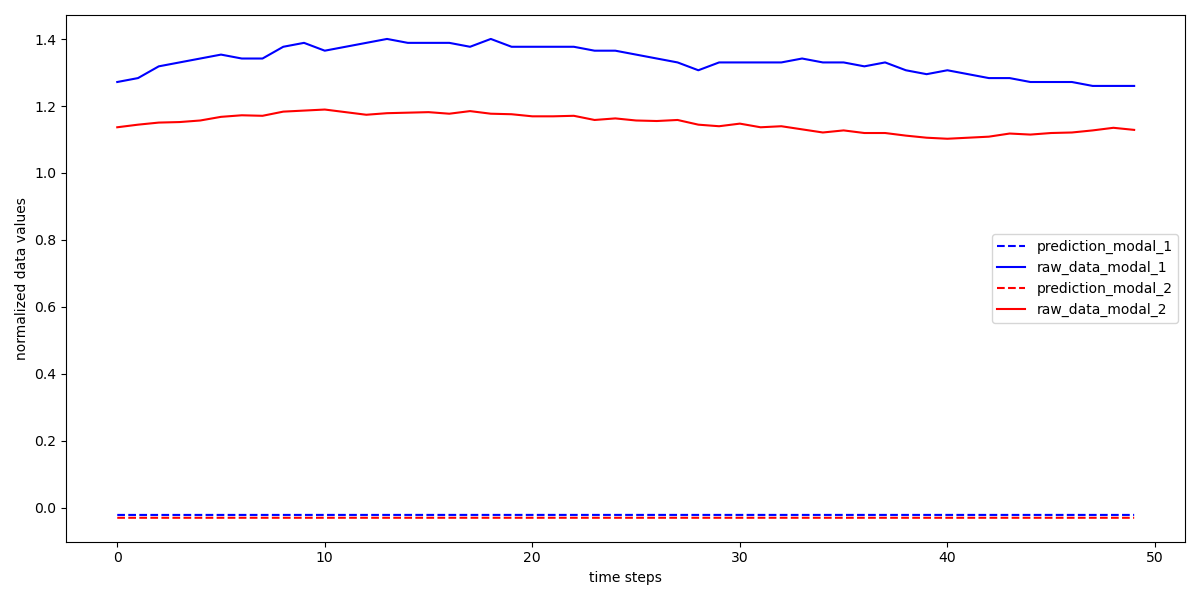 1.4
1.2
1.0
0.8
0.6
0.4
0.2
0.0
normalized data values
prediction_modal_1
raw_data_modal_1
prediction_modal_2
raw_data_modal_2
0 10 20 30 40 50
time steps